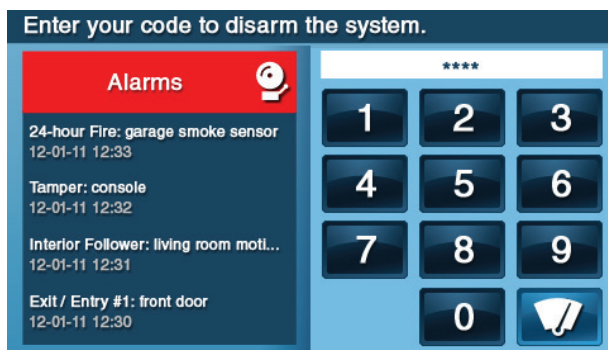 Enter your code to disarm the system.
Alarms
24-hour Fire: garage smoke sensor
12-01-11 12:33
Tamper: console
12-01-11 12:32
Interior Follower: living room moti...
12-01-11 12:31
Exit / Entry #1: front door
12-01-11 12:30
****
1 2 3
4 5 6
7 8 9
0